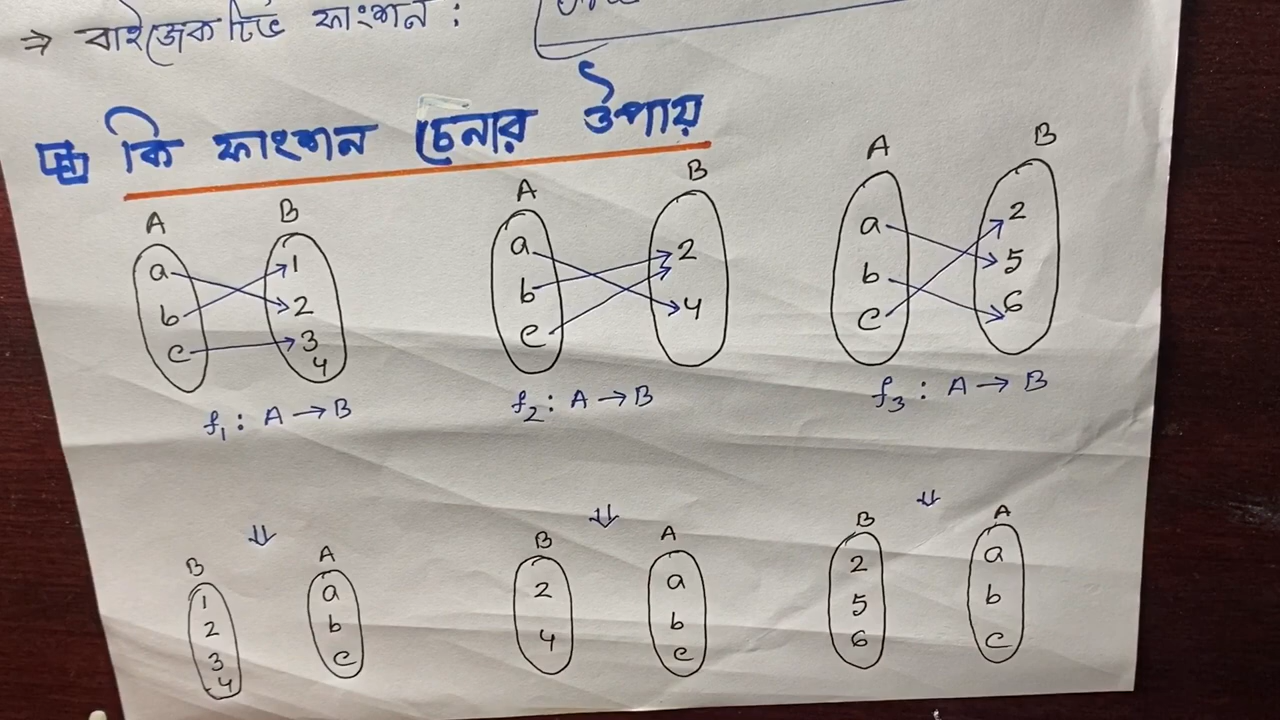 ⇒ বাইজেকটিভ ফাংশন :
কি ফাংশন চেনার উপায়
A B
a 1
b 2
c 3
4
f₁ : A → B
A B
a 2
b 4
c
f₂ : A → B
A B
a 2
b 5
c 6
f₃ : A → B
⇓
B A
1 a
2 b
3 c
4
⇓
B A
2 a
4 b
c
⇓
B A
2 a
5 b
6 c